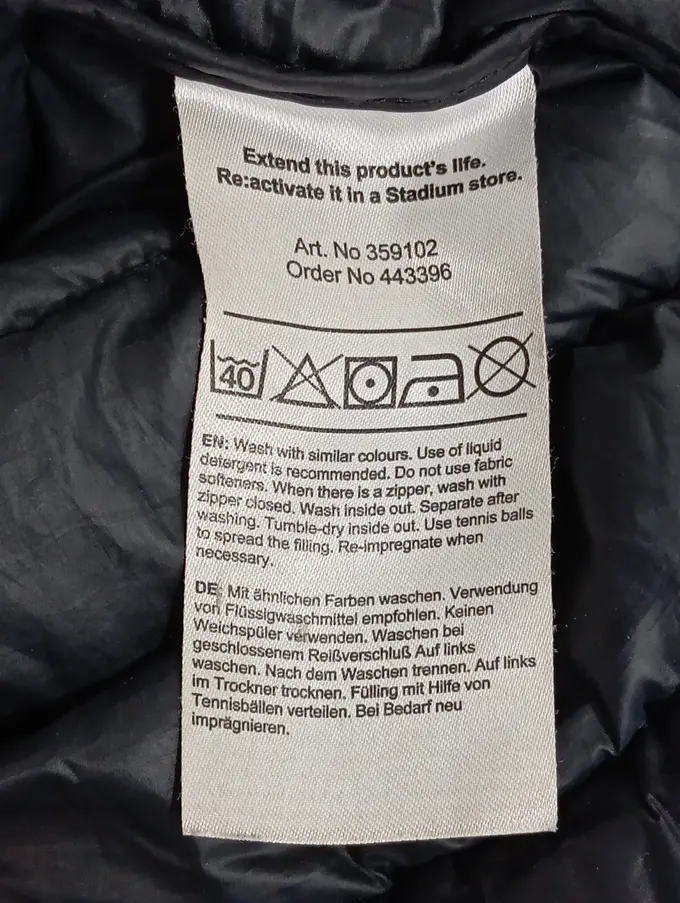 Extend this product's life.
Re:activate it in a Stadium store.
Art. No 359102
Order No 443396
40
EN: Wash with similar colours. Use of liquid
detergent is recommended. Do not use fabric
softeners. When there is a zipper, wash with
zipper closed. Wash inside out. Separate after
washing. Tumble-dry inside out. Use tennis balls
to spread the filling. Re-impregnate when
necessary.
DE: Mit ähnlichen Farben waschen. Verwendung
von Flüssigwaschmittel empfohlen. Keinen
Weichspüler verwenden. Waschen bei
geschlossenem Reißverschluß Auf links
waschen. Nach dem Waschen trennen. Auf links
im Trockner trocknen. Fülling mit Hilfe von
Tennisbällen verteilen. Bei Bedarf neu
imprägnieren.